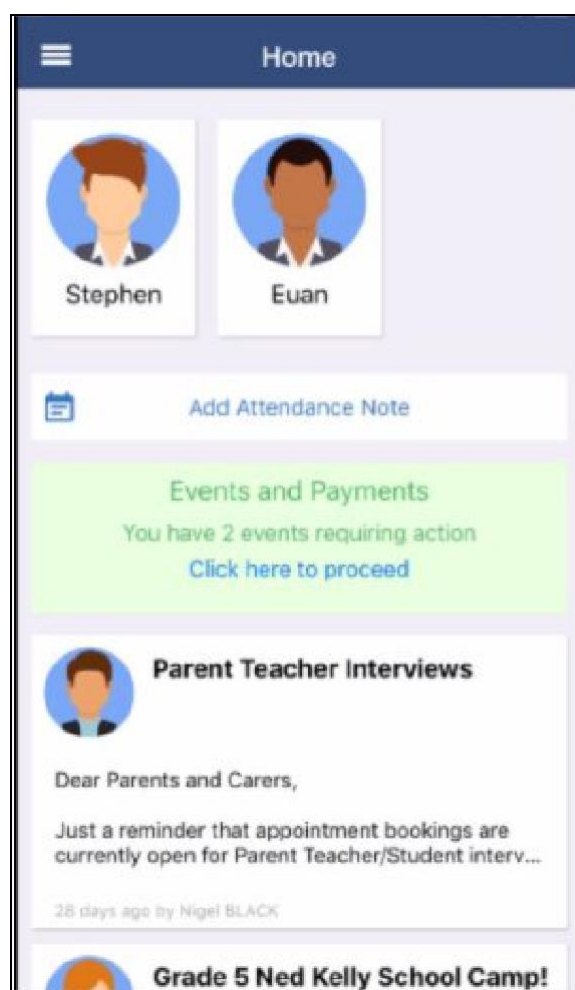 Home
Stephen
Euan
Add Attendance Note
Events and Payments
You have 2 events requiring action
Click here to proceed
Parent Teacher Interviews
Dear Parents and Carers,
Just a reminder that appointment bookings are
currently open for Parent Teacher/Student interv...
28 days ago by Nigel BLACK
Grade 5 Ned Kelly School Camp!